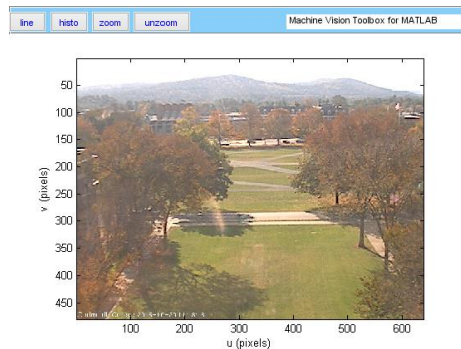 line histo zoom unzoom Machine Vision Toolbox for MATLAB
50
100
150
200
250
300
350
400
450
v (pixels)
100 200 300 400 500 600
u (pixels)